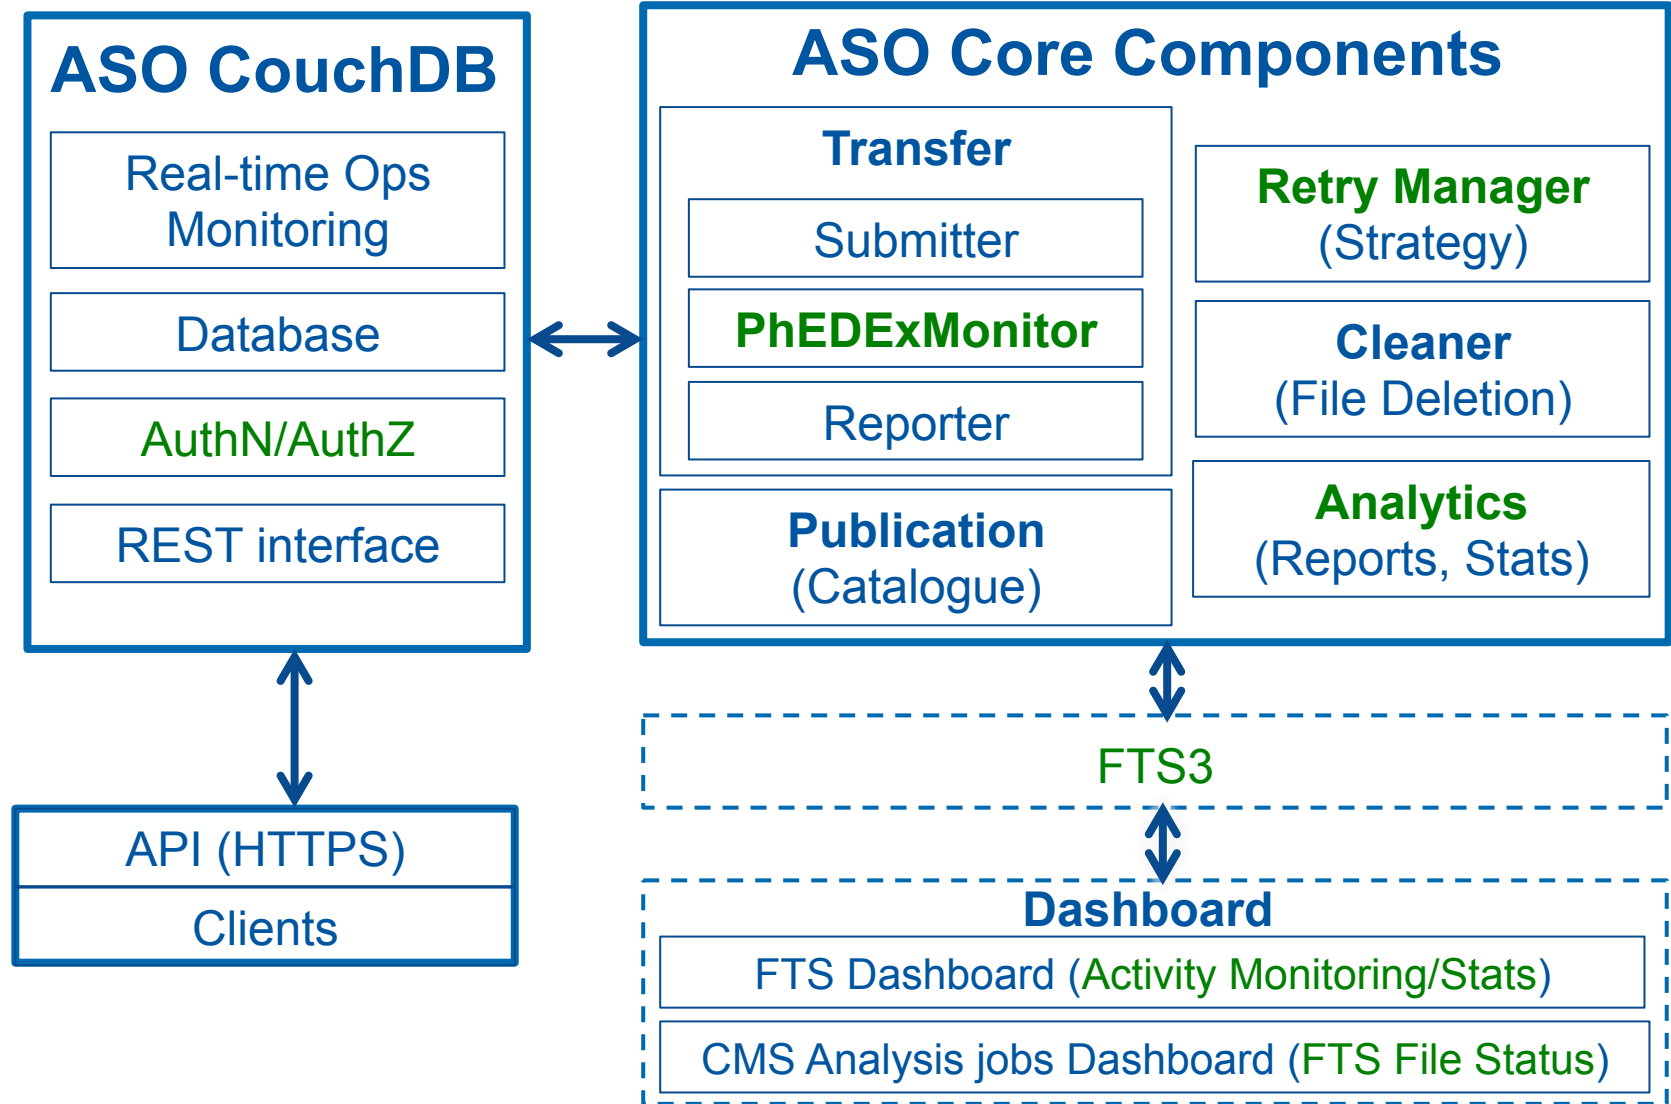 ASO CouchDB
Real-time Ops
Monitoring
Database
AuthN/AuthZ
REST interface
API (HTTPS)
Clients
ASO Core Components
Transfer
Submitter
PhEDExMonitor
Reporter
Publication
(Catalogue)
Retry Manager
(Strategy)
Cleaner
(File Deletion)
Analytics
(Reports, Stats)
FTS3
Dashboard
FTS Dashboard (Activity Monitoring/Stats)
CMS Analysis jobs Dashboard (FTS File Status)